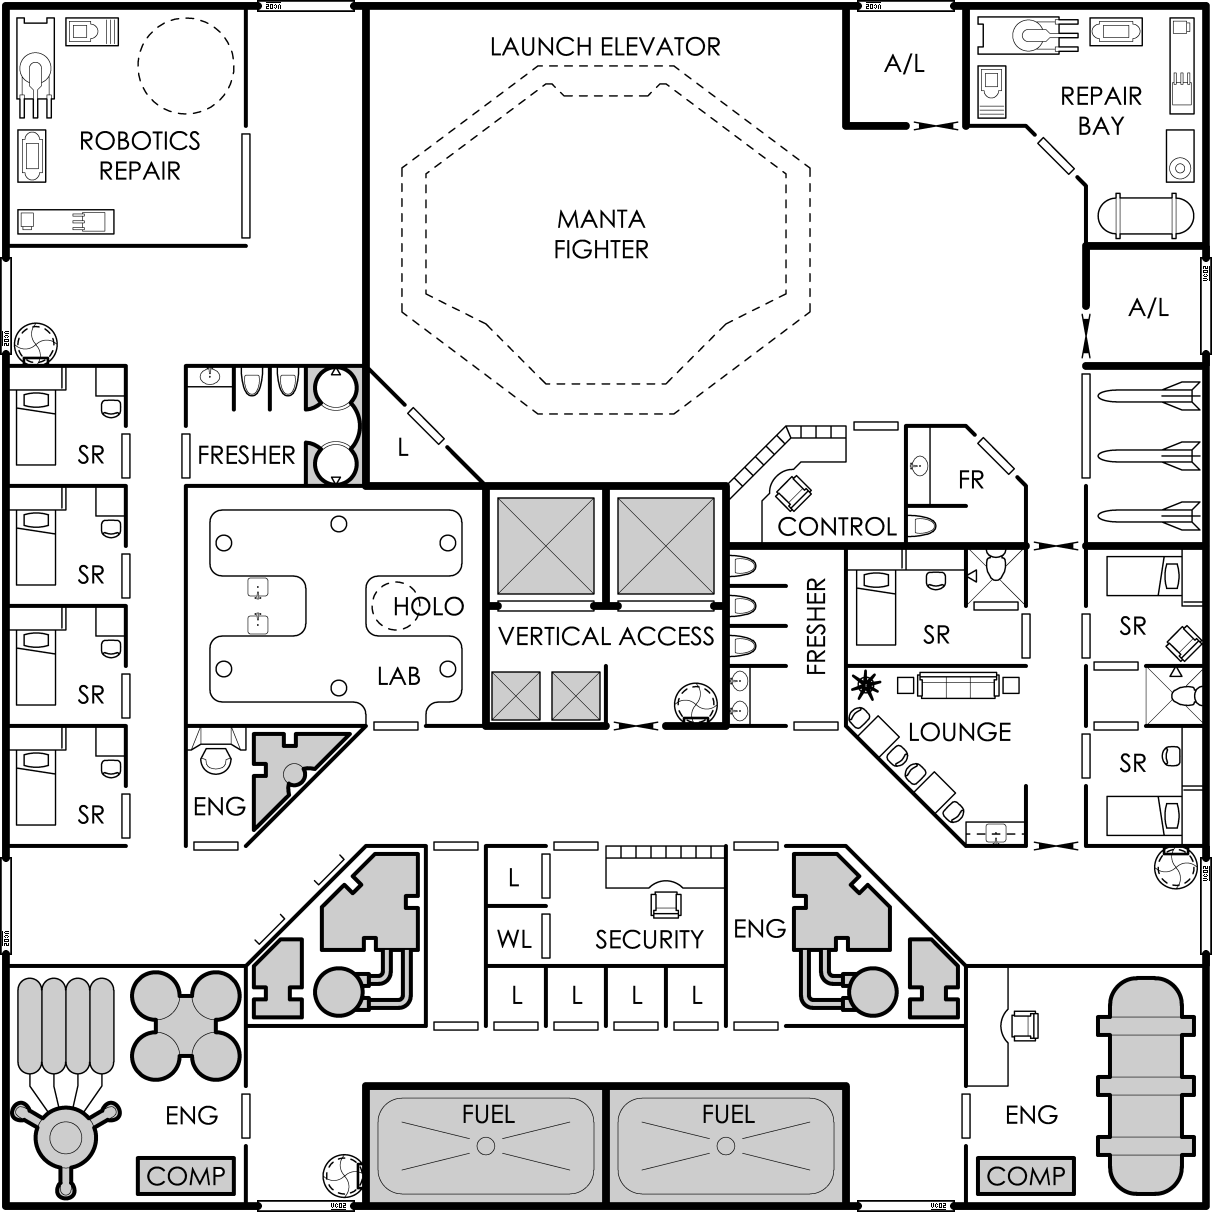 LAUNCH ELEVATOR
A/L
REPAIR
BAY
ROBOTICS
REPAIR
MANTA
FIGHTER
A/L
SR
FRESHER
L
FR
CONTROL
SR
HOLO
LAB
VERTICAL ACCESS
FRESHER
SR
SR
SR
LOUNGE
SR
SR
ENG
SR
L
WL
SECURITY
ENG
L
L
L
L
ENG
COMP
FUEL
FUEL
ENG
COMP